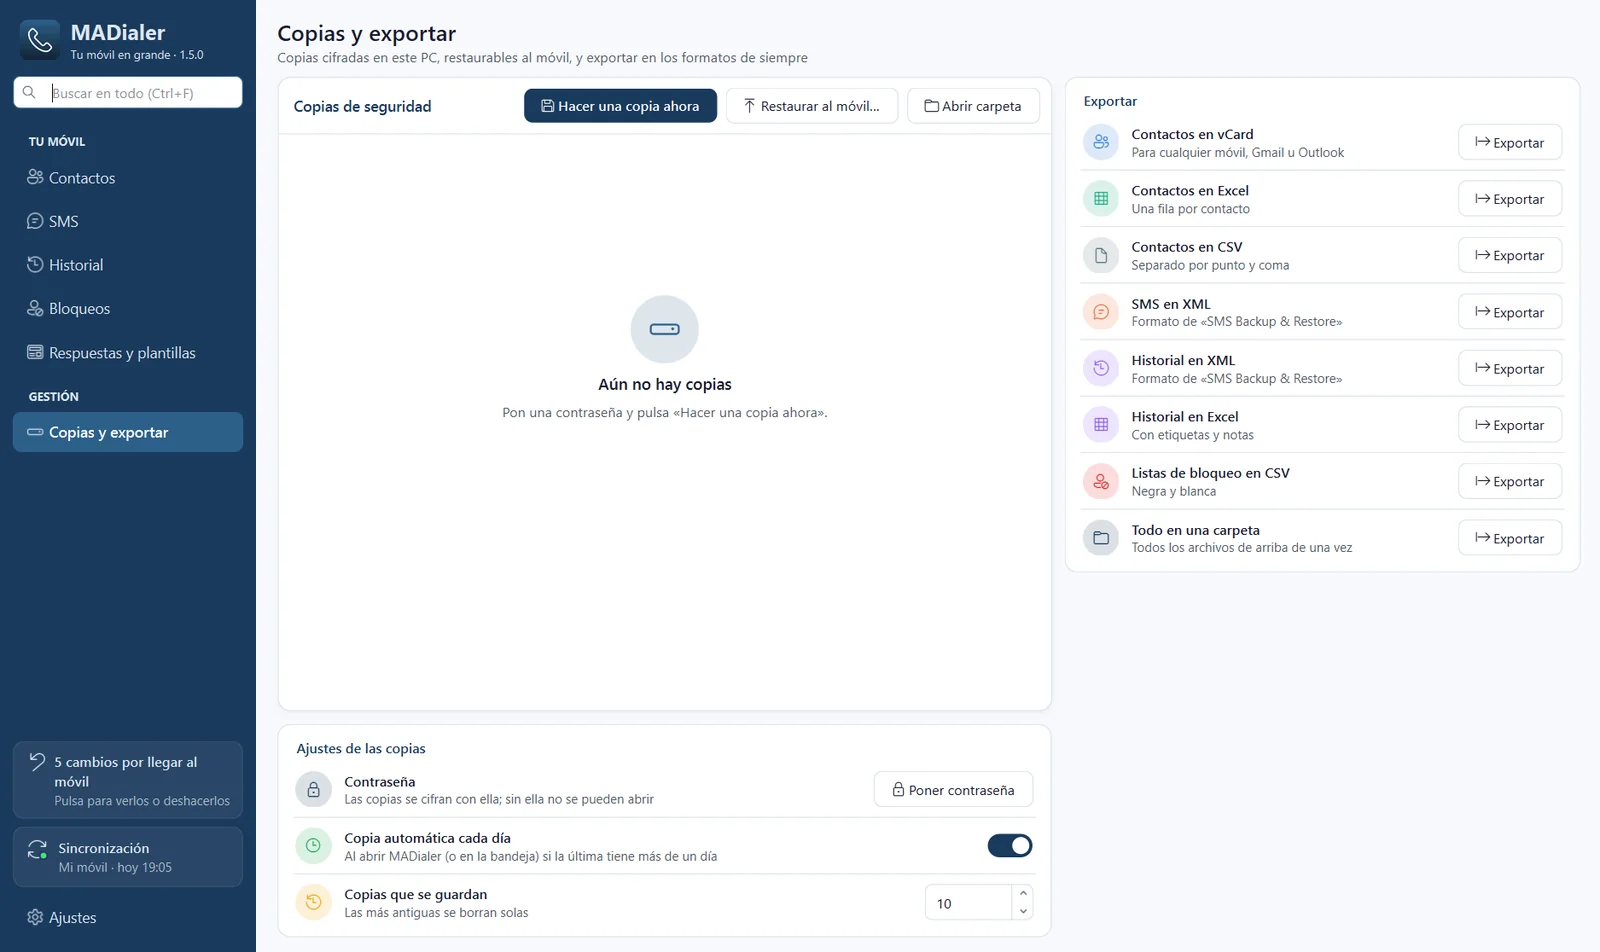 MADialer
Tu móvil en grande · 1.5.0
Buscar en todo (Ctrl+F)
TU MÓVIL
Contactos
SMS
Historial
Bloqueos
Respuestas y plantillas
GESTIÓN
Copias y exportar
5 cambios por llegar al
móvil
Pulsa para verlos o deshacerlos
Sincronización
Mi móvil · hoy 19:05
Ajustes
Copias y exportar
Copias cifradas en este PC, restaurables al móvil, y exportar en los formatos de siempre
Copias de seguridad
Hacer una copia ahora
Restaurar al móvil...
Abrir carpeta
Aún no hay copias
Pon una contraseña y pulsa «Hacer una copia ahora».
Ajustes de las copias
Contraseña
Las copias se cifran con ella; sin ella no se pueden abrir
Poner contraseña
Copia automática cada día
Al abrir MADialer (o en la bandeja) si la última tiene más de un día
Copias que se guardan
Las más antiguas se borran solas
10
Exportar
Contactos en vCard
Para cualquier móvil, Gmail u Outlook
Exportar
Contactos en Excel
Una fila por contacto
Exportar
Contactos en CSV
Separado por punto y coma
Exportar
SMS en XML
Formato de «SMS Backup & Restore»
Exportar
Historial en XML
Formato de «SMS Backup & Restore»
Exportar
Historial en Excel
Con etiquetas y notas
Exportar
Listas de bloqueo en CSV
Negra y blanca
Exportar
Todo en una carpeta
Todos los archivos de arriba de una vez
Exportar